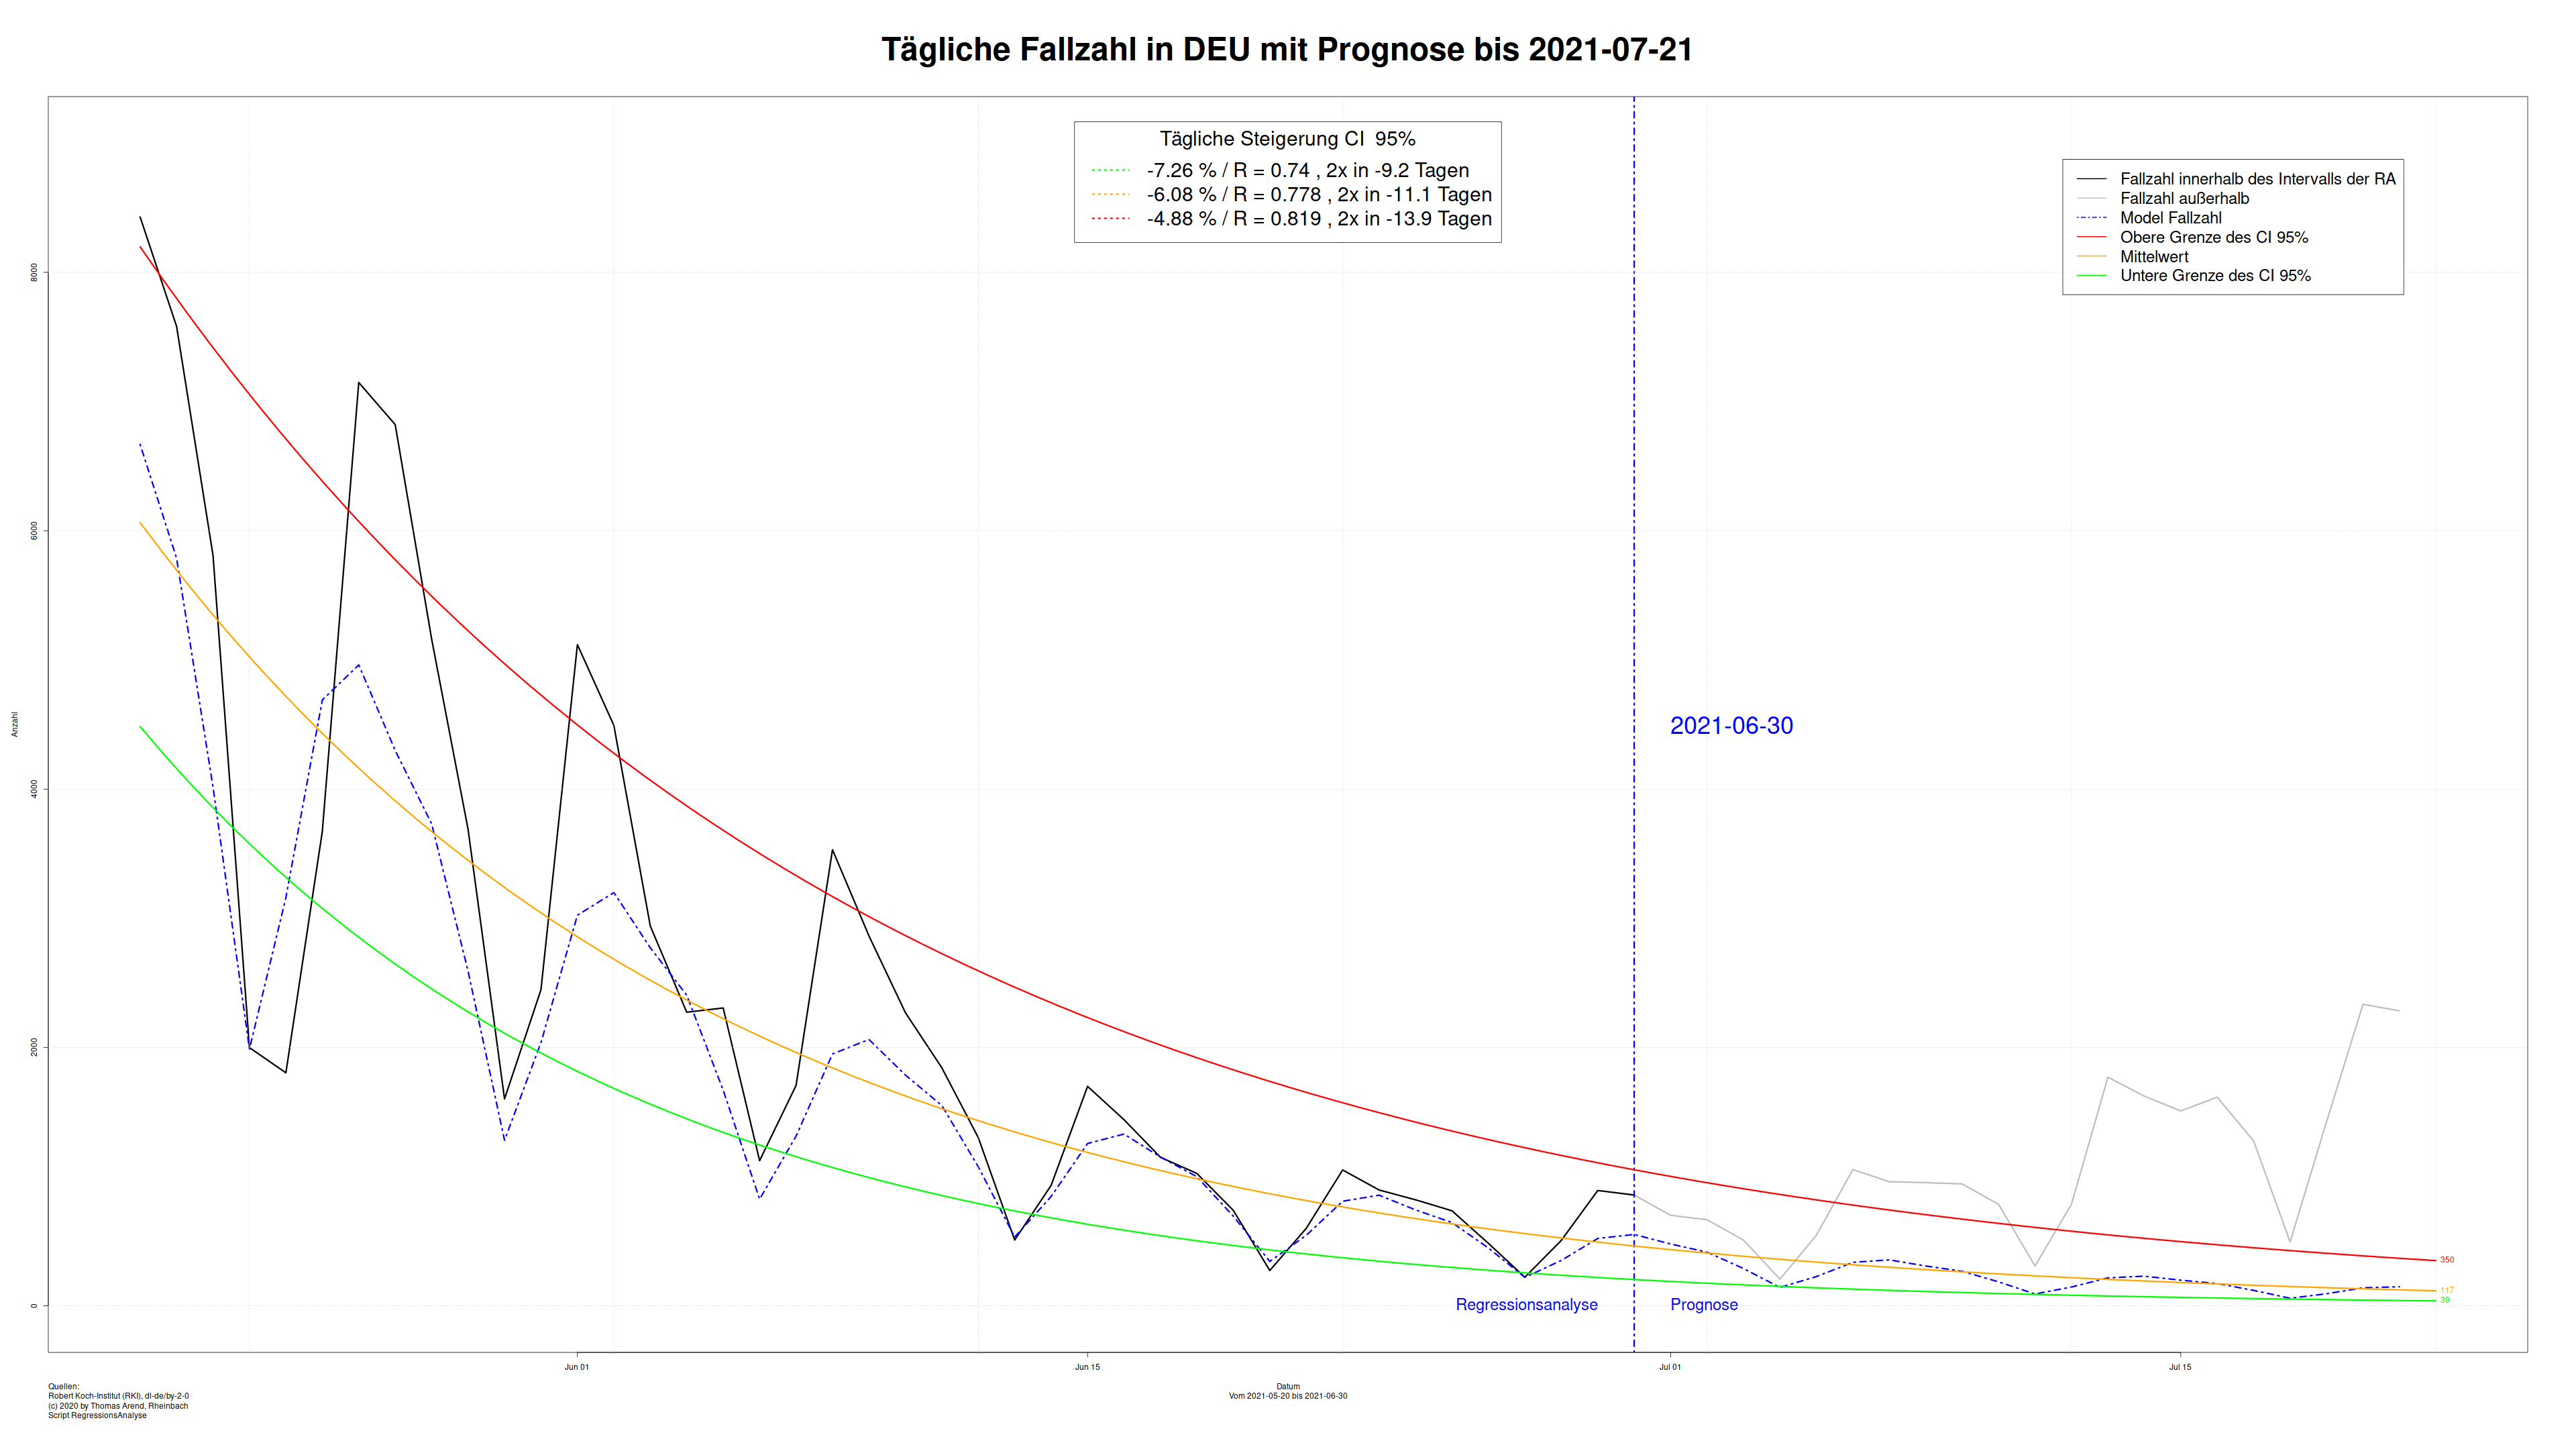 Tägliche Fallzahl in DEU mit Prognose bis 2021-07-21
Tägliche Steigerung CI  95%
-7.26 % / R = 0.74 , 2x in -9.2 Tagen
-6.08 % / R = 0.778 , 2x in -11.1 Tagen
-4.88 % / R = 0.819 , 2x in -13.9 Tagen
Fallzahl innerhalb des Intervalls der RA
Fallzahl außerhalb
Model Fallzahl
Obere Grenze des CI 95%
Mittelwert
Untere Grenze des CI 95%
8000
6000
4000
2000
0
Anzahl
2021-06-30
350
117
39
Regressionsanalyse
Prognose
Jun 01
Jun 15
Jul 01
Jul 15
Datum
Vom 2021-05-20 bis 2021-06-30
Quellen:
Robert Koch-Institut (RKI), dl-de/by-2-0
(c) 2020 by Thomas Arend, Rheinbach
Script RegressionsAnalyse